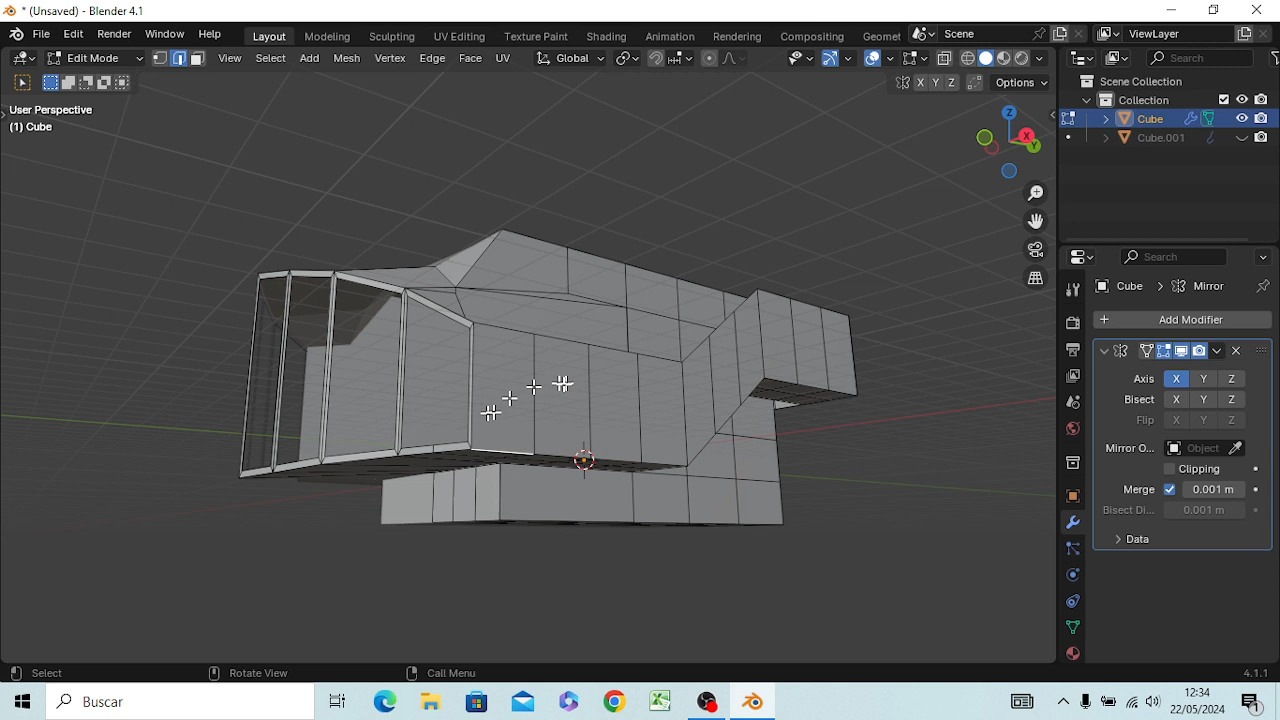 * (Unsaved) - Blender 4.1
File Edit Render Window Help Layout Modeling Sculpting UV Editing Texture Paint Shading Animation Rendering Compositing Geomet Scene ViewLayer
Edit Mode View Select Add Mesh Vertex Edge Face UV Global Search
X Y Z Options
User Perspective
(1) Cube
Scene Collection
Collection
Cube
Cube.001
Z
X
Y
Search
Cube Mirror
Add Modifier
Axis X Y Z
Bisect X Y Z
Flip X Y Z
Mirror O... Object
Clipping
Merge 0.001 m
Bisect Di... 0.001 m
Data
Select Rotate View Call Menu 4.1.1
Buscar
12:34
22/05/2024
1